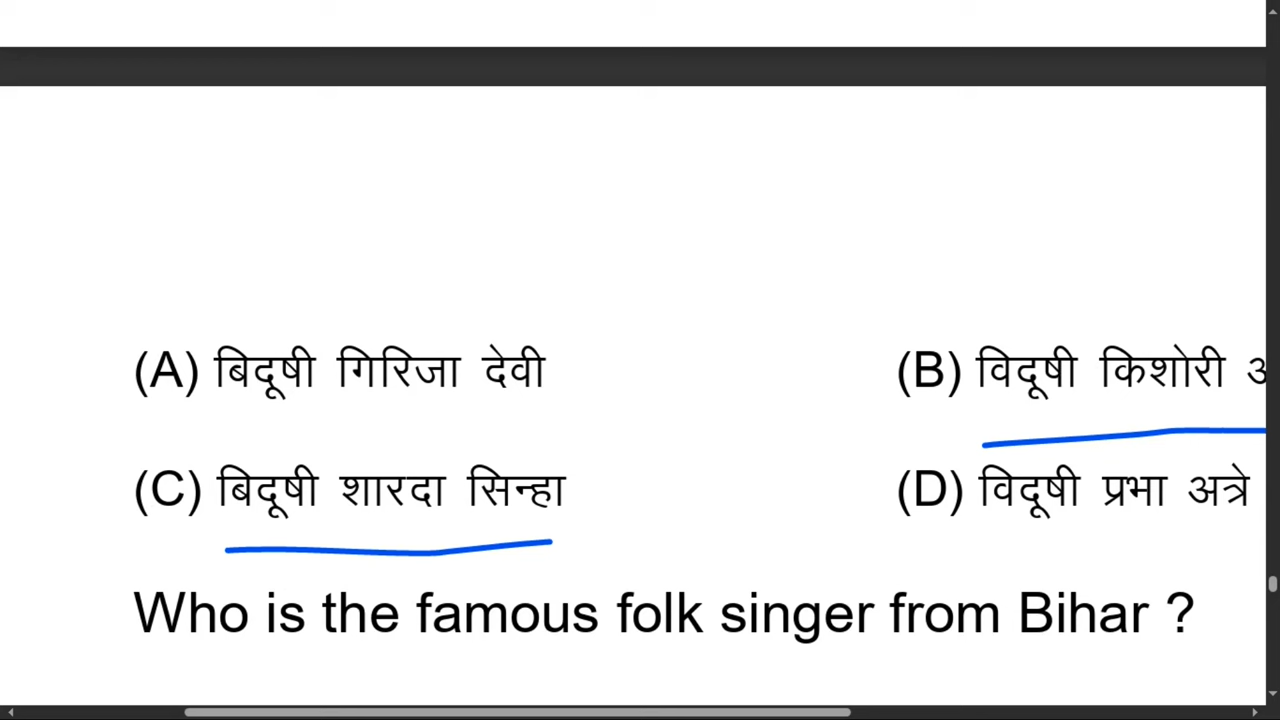 (A) बिदूषी गिरिजा देवी (B) विदूषी किशोरी
(C) बिदूषी शारदा सिन्हा (D) विदूषी प्रभा अत्रे
Who is the famous folk singer from Bihar ?